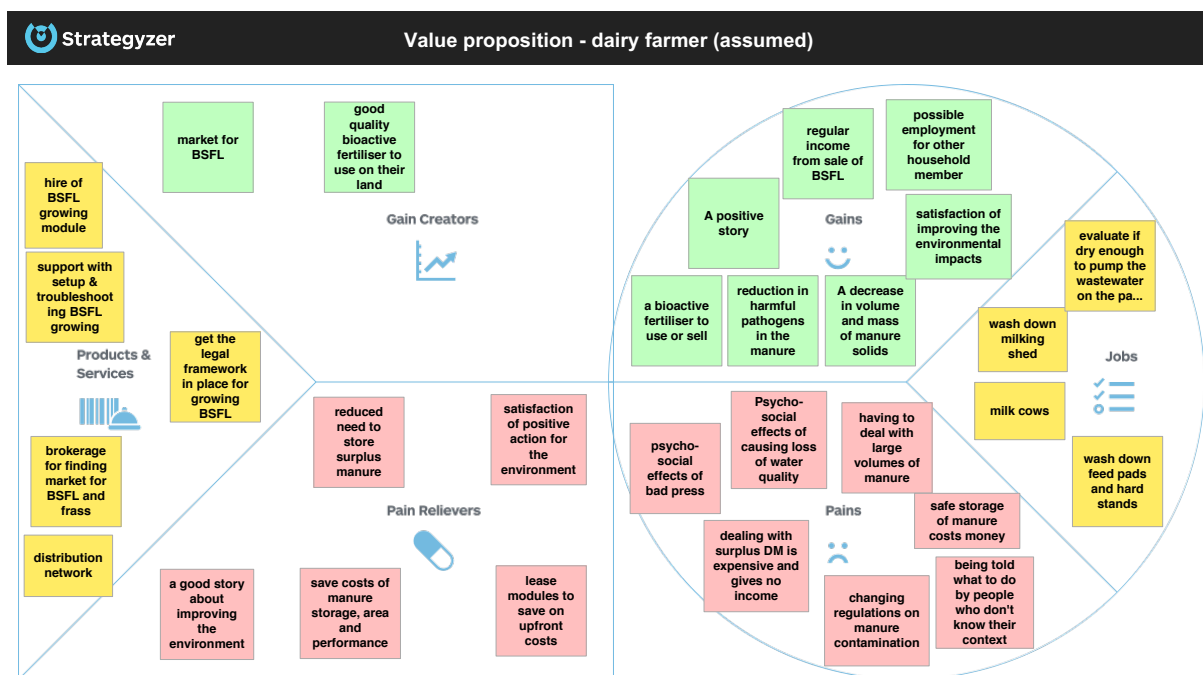 Strategyzer
Value proposition - dairy farmer (assumed)
market for
BSFL
good
quality
bioactive
fertiliser to
use on their
land
hire of
BSFL
growing
module
support with
setup &
troubleshoot
ing BSFL
growing
Gain Creators
Products &
Services
get the
legal
framework
in place for
growing
BSFL
brokerage
for finding
market for
BSFL and
frass
distribution
network
reduced
need to
store
surplus
manure
satisfaction
of positive
action for
the
environment
Pain Relievers
a good story
about
improving
the
environment
save costs of
manure
storage, area
and
performance
lease
modules to
save on
upfront
costs
regular
income
from sale of
BSFL
possible
employment
for other
household
member
A positive
story
Gains
satisfaction of
improving the
environmental
impacts
a bioactive
fertiliser to
use or sell
reduction in
harmful
pathogens
in the
manure
A decrease
in volume
and mass
of manure
solids
evaluate if
dry enough
to pump the
wastewater
on the pa...
wash down
milking
shed
Jobs
milk cows
wash down
feed pads
and hard
stands
psycho-
social
effects of
bad press
Psycho-
social
effects of
causing loss
of water
quality
having to
deal with
large
volumes of
manure
Pains
safe storage
of manure
costs money
dealing with
surplus DM is
expensive and
gives no
income
changing
regulations on
manure
contamination
being told
what to do
by people
who don't
know their
context